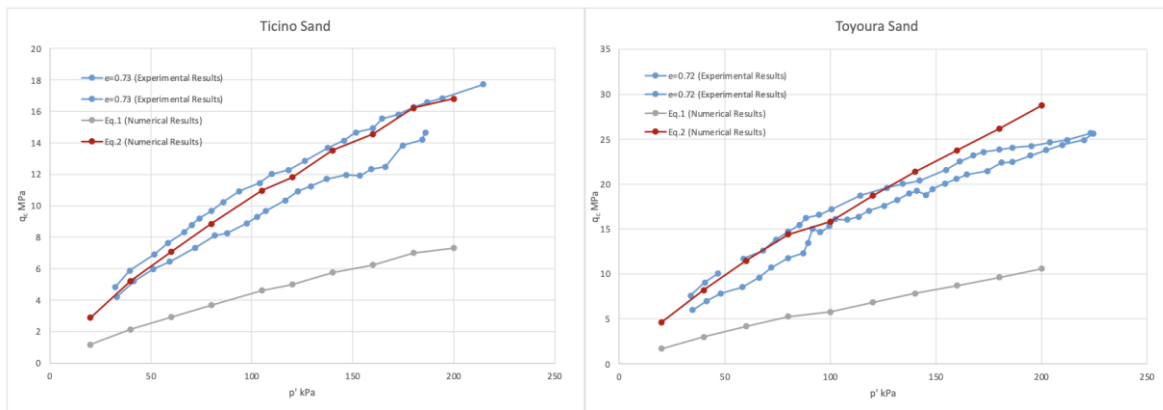 Ticino Sand
20
18
16
14
12
10
8
6
4
2
0
qc MPa
e=0.73 (Experimental Results)
e=0.73 (Experimental Results)
Eq.1 (Numerical Results)
Eq.2 (Numerical Results)
0 50 100 150 200
p' kPa
Toyoura Sand
35
30
25
20
15
10
5
0
qc MPa
e=0.72 (Experimental Results)
e=0.72 (Experimental Results)
Eq.1 (Numerical Results)
Eq.2 (Numerical Results)
0 50 100 150 200 250
p' kPa